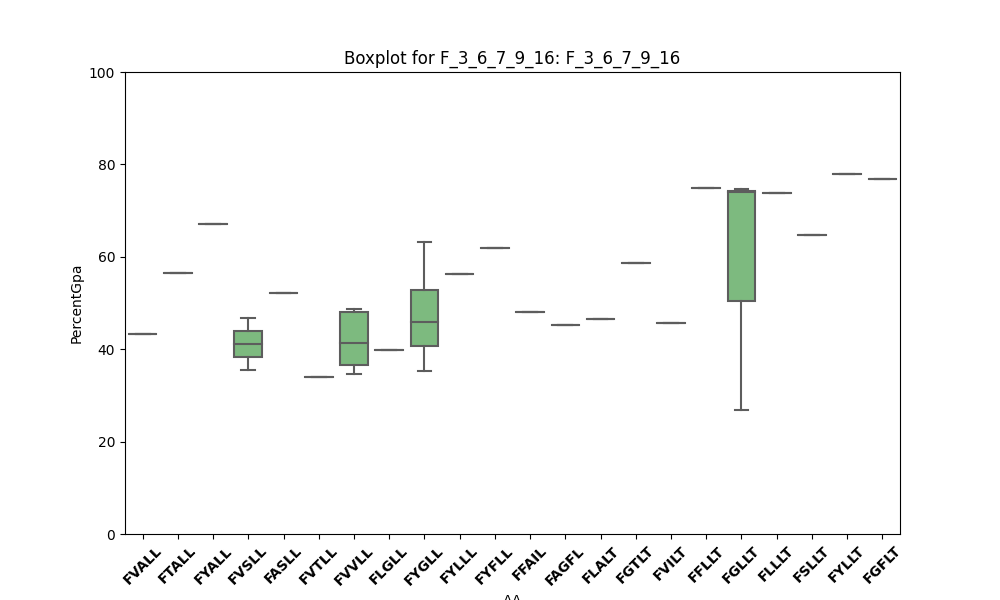 Boxplot for F_3_6_7_9_16: F_3_6_7_9_16
PercentGpa
100
80
60
40
20
0
FVALL
FTALL
FYALL
FVSLL
FASLL
FVTLL
FVVLL
FLGLL
FYGLL
FYLLL
FYFLL
FFAIL
FAGFL
FLALT
FGTLT
FVILT
FFLLT
FGLLT
FLLLT
FSLLT
FYLLT
FGFLT
AA